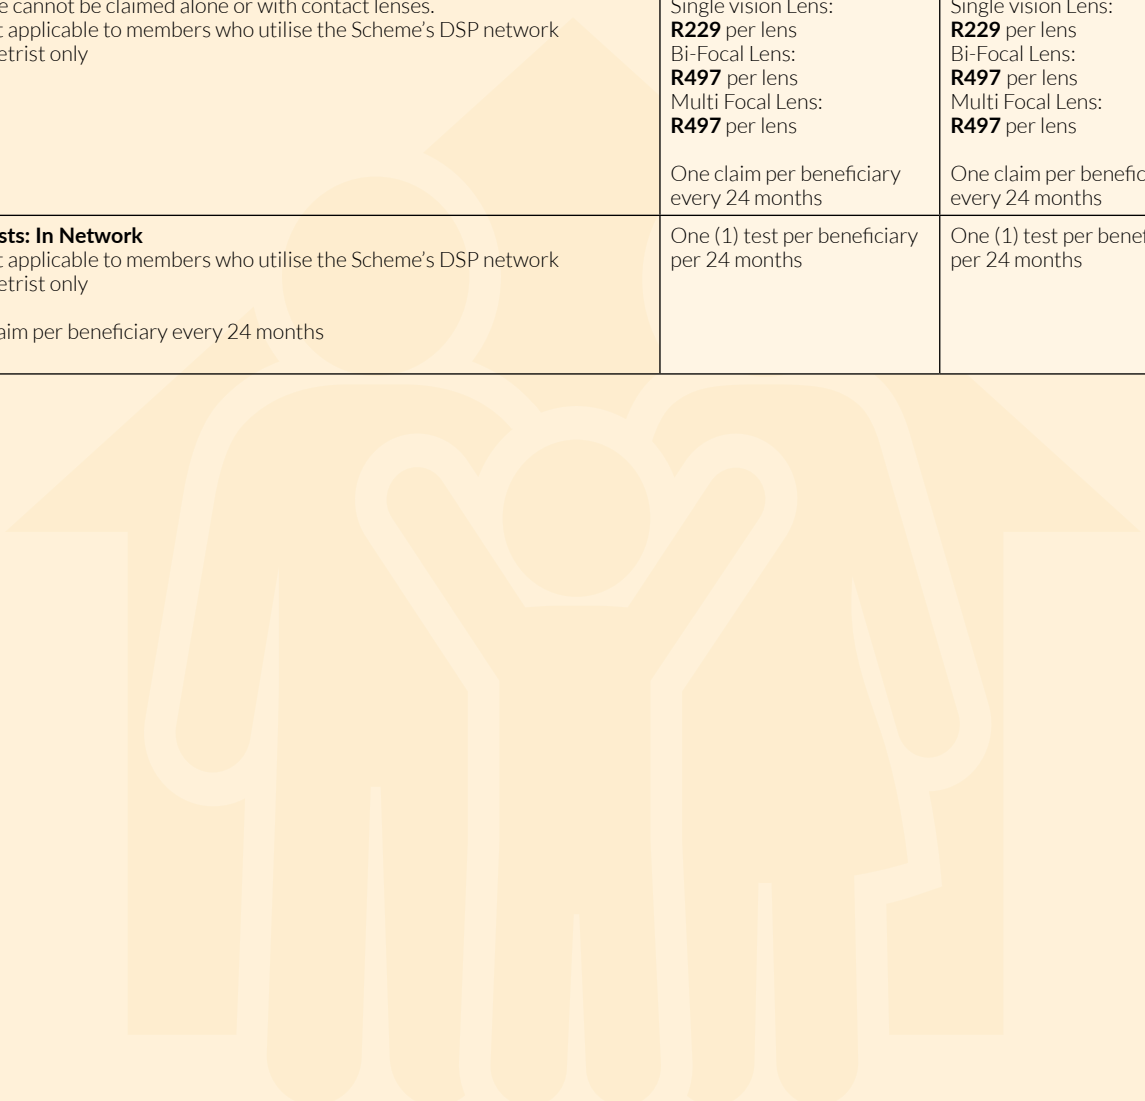 e cannot be claimed alone or with contact lenses.
t applicable to members who utilise the Scheme's DSP network
etrist only
Single vision Lens:
R229 per lens
Bi-Focal Lens:
R497 per lens
Multi Focal Lens:
R497 per lens
One claim per beneficiary
every 24 months
Single vision Lens:
R229 per lens
Bi-Focal Lens:
R497 per lens
Multi Focal Lens:
R497 per lens
One claim per benefic
every 24 months
sts: In Network
t applicable to members who utilise the Scheme's DSP network
etrist only
aim per beneficiary every 24 months
One (1) test per beneficiary
per 24 months
One (1) test per benef
per 24 months